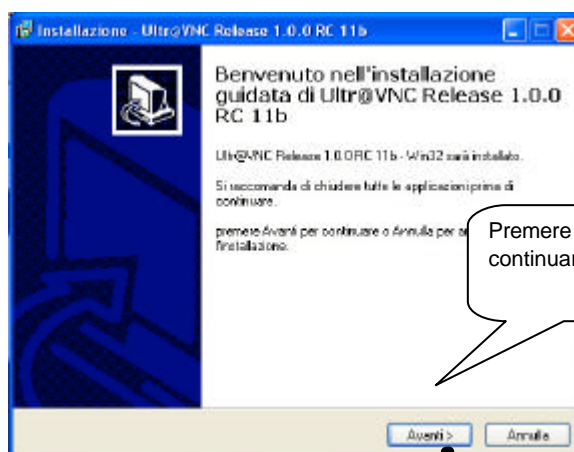 Installazione - Ultr@VNC Release 1.0.0 RC 11b
Benvenuto nell'installazione
guidata di Ultr@VNC Release 1.0.0
RC 11b
Ultr@VNC Release 1.0.0 RC 11b - Win32 sarà installato.
Si raccomanda di chiudere tutte le applicazioni prima di
continuare.
premere Avanti per continuare o Annulla per
l'installazione.
Premere
Avanti >
Annulla